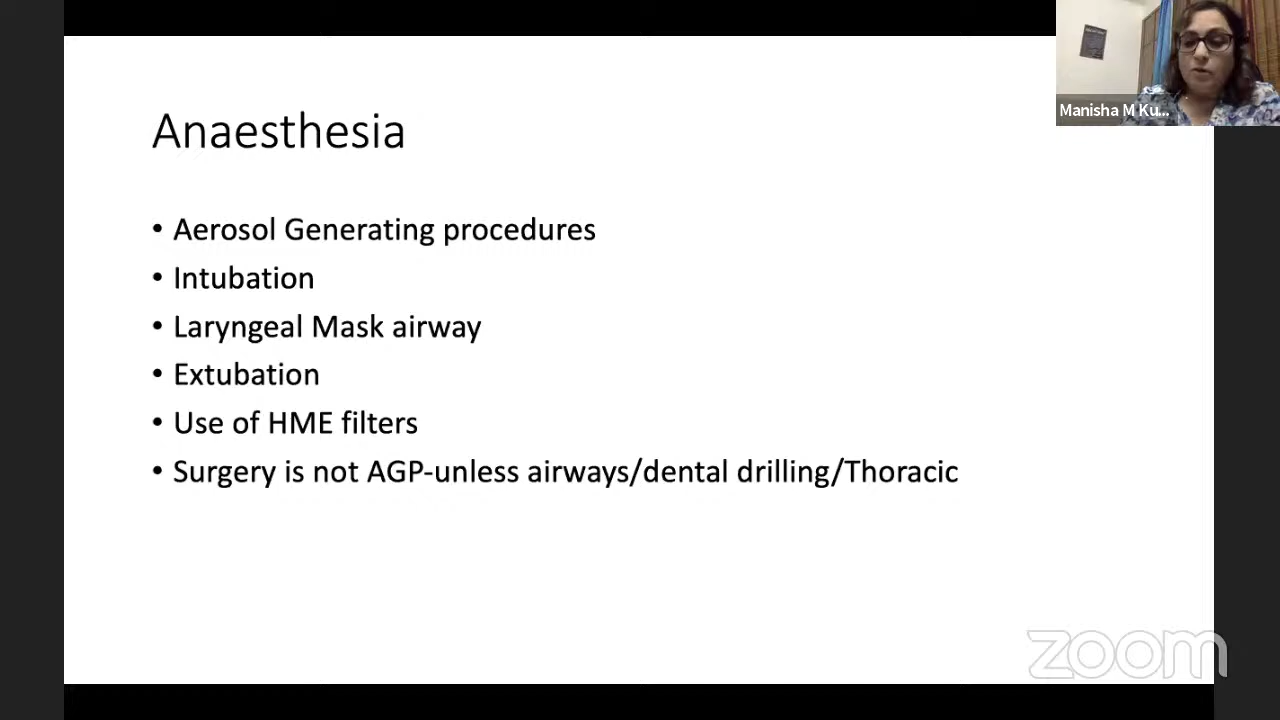 Manisha M Ku...
Anaesthesia
• Aerosol Generating procedures
• Intubation
• Laryngeal Mask airway
• Extubation
• Use of HME filters
• Surgery is not AGP-unless airways/dental drilling/Thoracic
zoom